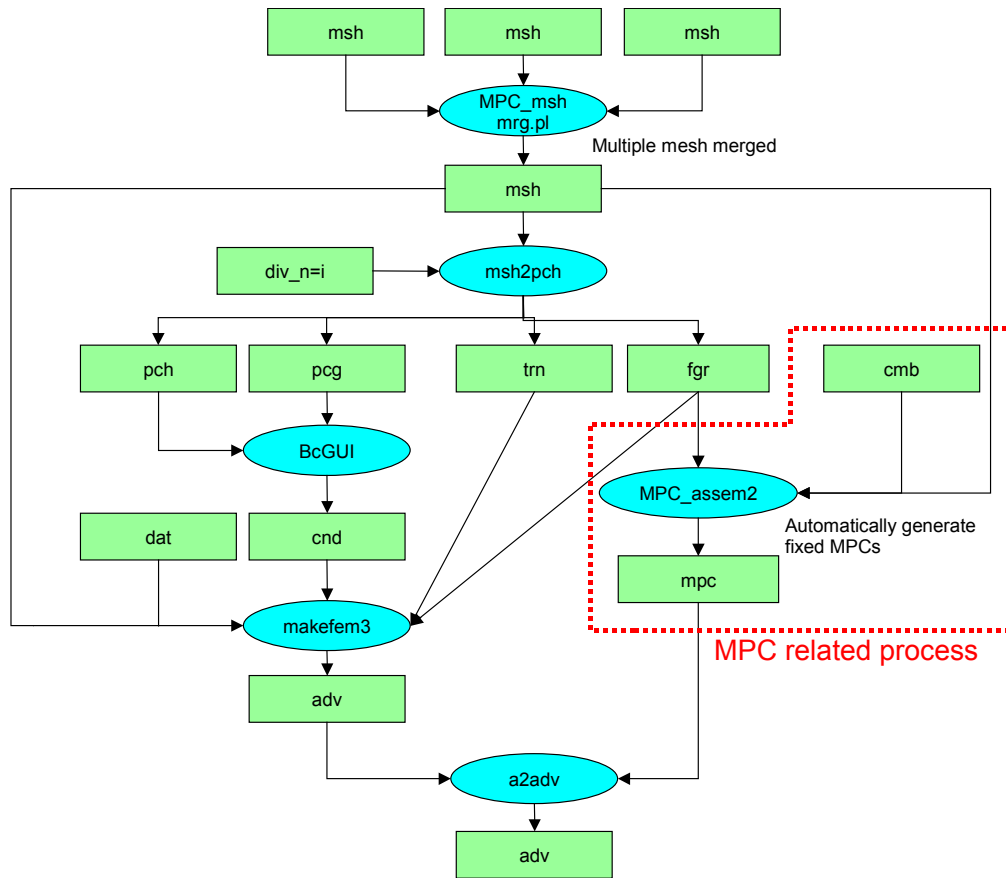 msh
msh
msh
MPC_msh
mrg.pl
Multiple mesh merged
msh
div_n=i
msh2pch
pch
pcg
trn
fgr
cmb
BcGUI
MPC_assem2
dat
cnd
Automatically generate
fixed MPCs
mpc
makefem3
MPC related process
adv
a2adv
adv